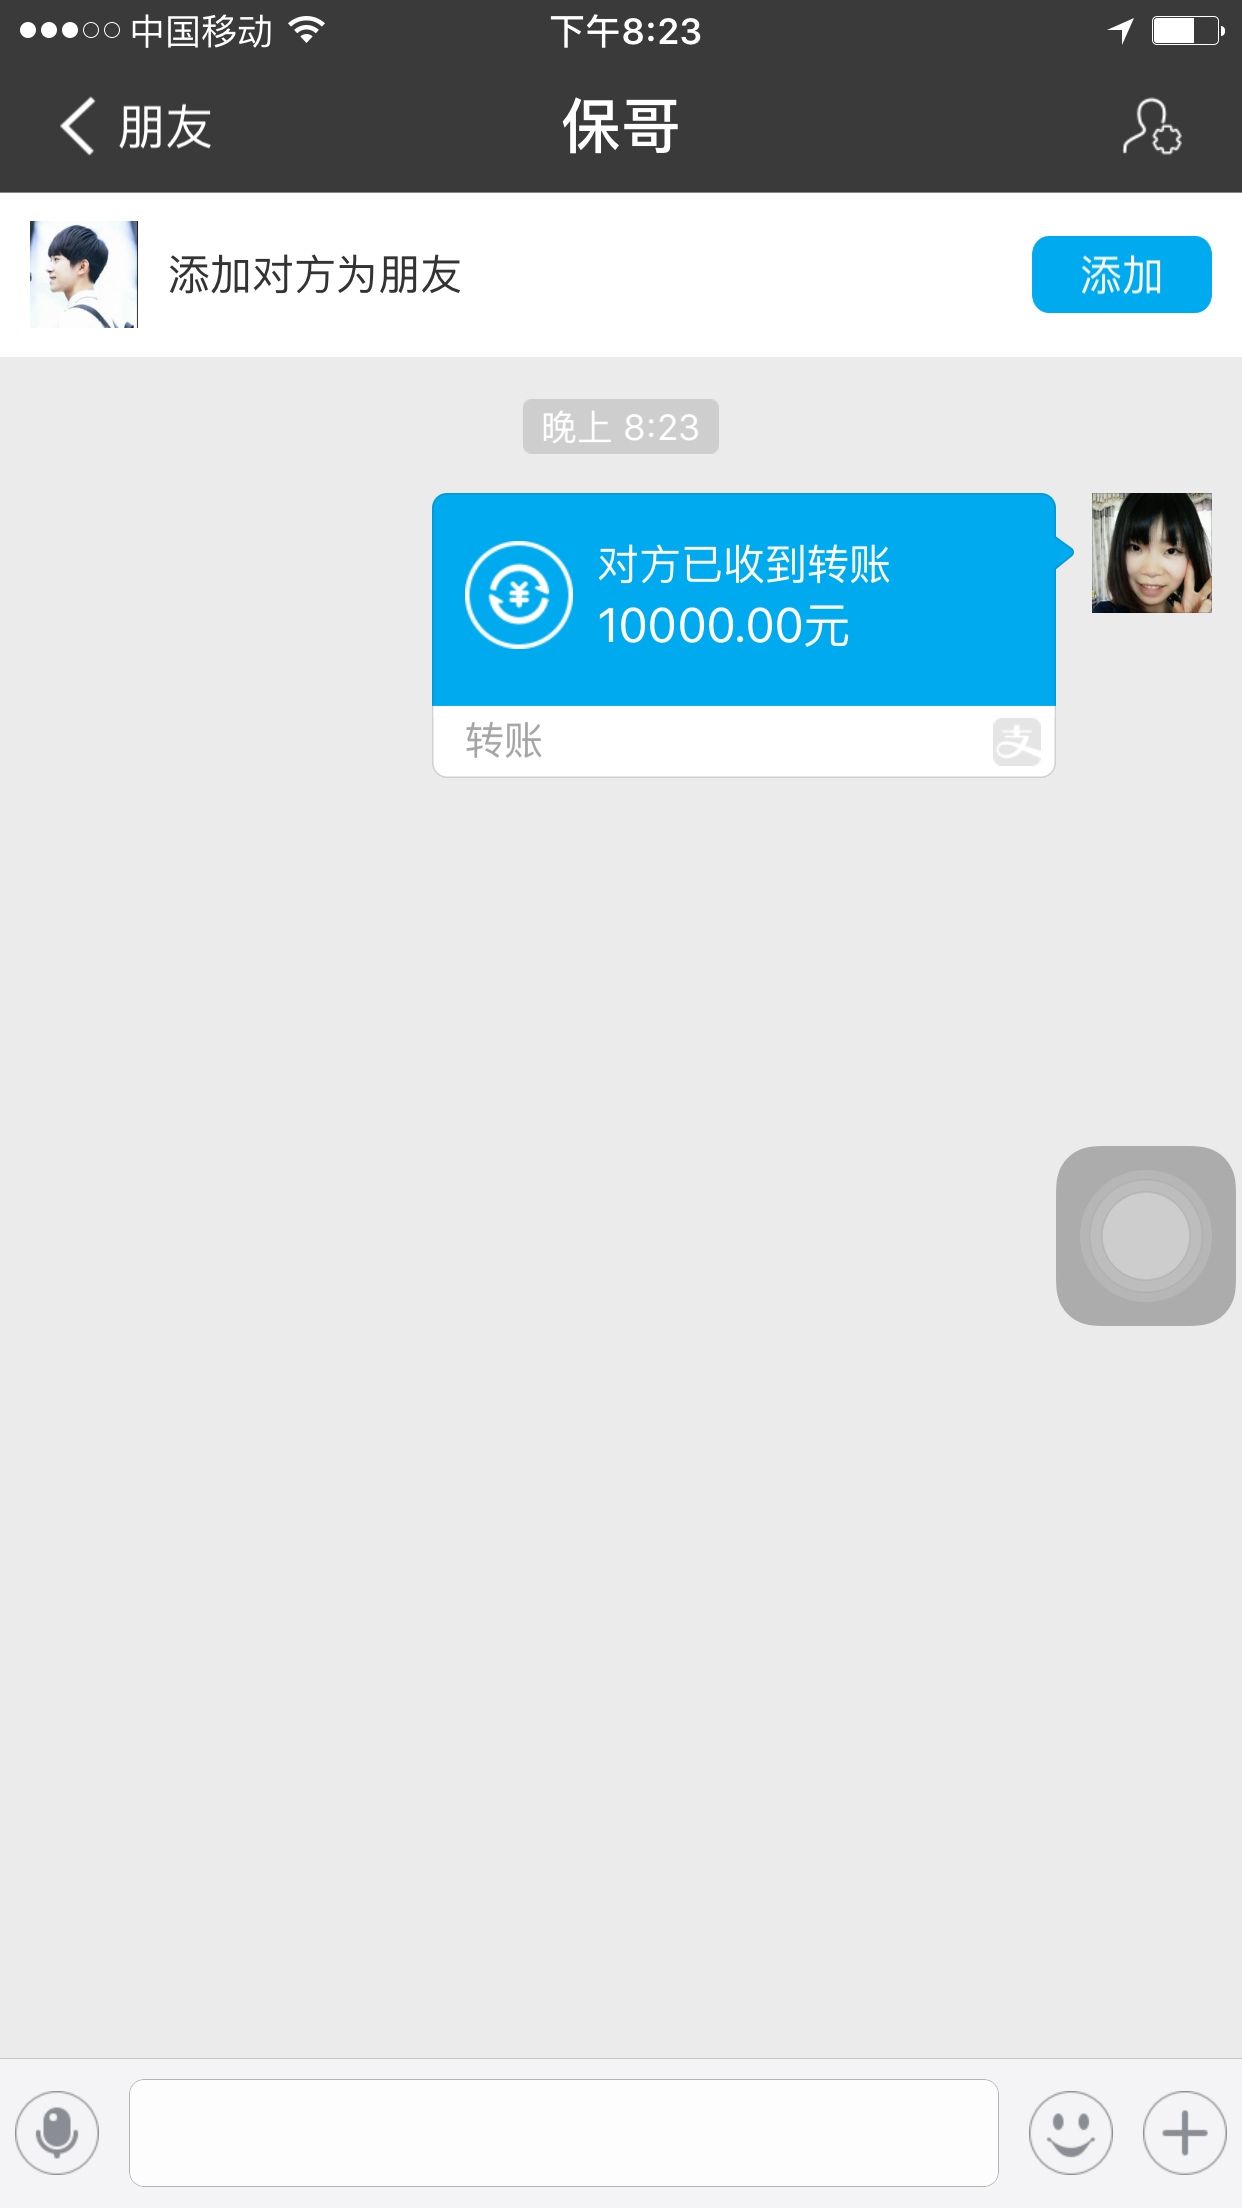 中国移动
下午8:23
朋友
保哥
添加对方为朋友
添加
晚上 8:23
对方已收到转账
10000.00元
转账
支